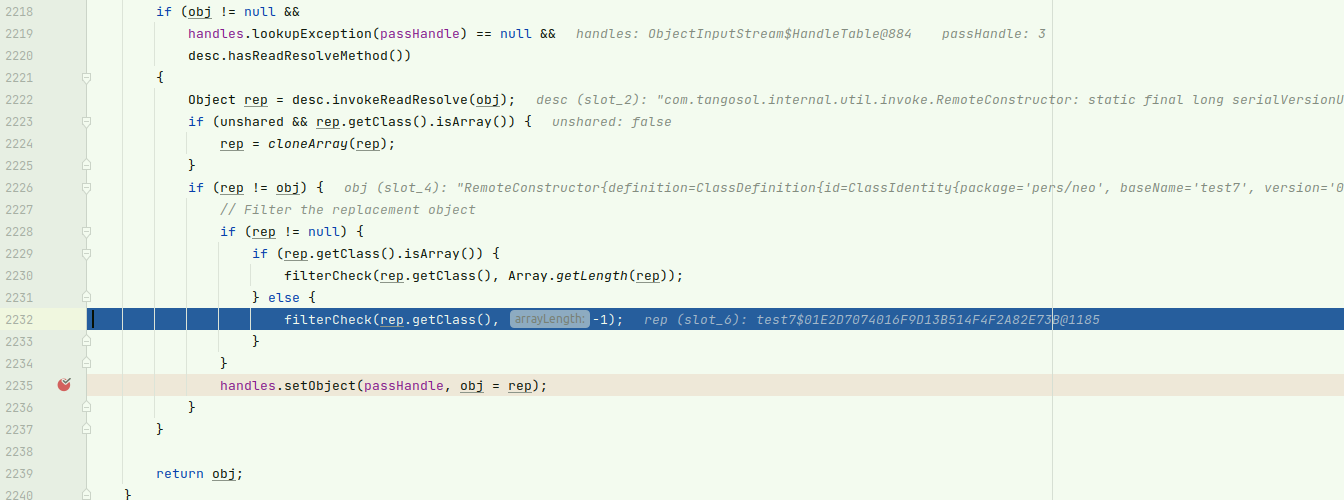 2218 if (obj != null &&
2219 handles.lookupException(passHandle) == null && handles: ObjectInputStream$HandleTable@884 passHandle: 3
2220 desc.hasReadResolveMethod())
2221 {
2222 Object rep = desc.invokeReadResolve(obj); desc (slot_2): "com.tangosol.internal.util.invoke.RemoteConstructor: static final long serialVersionU
2223 if (unshared && rep.getClass().isArray()) { unshared: false
2224 rep = cloneArray(rep);
2225 }
2226 if (rep != obj) { obj (slot_4): "RemoteConstructor{definition=ClassDefinition{id=ClassIdentity{package='pers/neo', baseName='test7', version='0
2227 // Filter the replacement object
2228 if (rep != null) {
2229 if (rep.getClass().isArray()) {
2230 filterCheck(rep.getClass(), Array.getLength(rep));
2231 } else {
2232 filterCheck(rep.getClass(), arrayLength: -1); rep (slot_6): test7$01E2D7074016F9D13B514F4F2A82E73B@1185
2233 }
2234 }
2235 handles.setObject(passHandle, obj = rep);
2236 }
2237 }
2238
2239 return obj;
2240 }